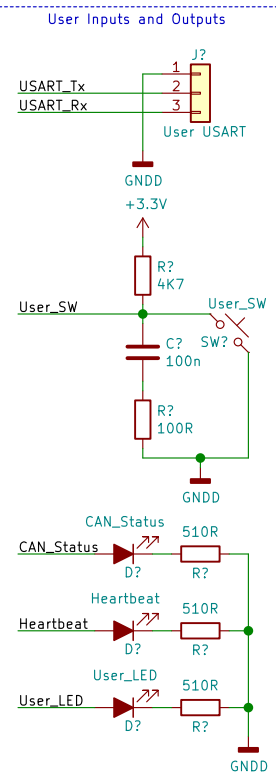 User Inputs and Outputs
J?
1
USART_Tx
2
USART_Rx
3
User USART
GNDD
+3.3V
R?
4K7
User_SW
User_SW
SW?
C?
100n
R?
100R
GNDD
CAN_Status
510R
CAN_Status
D?
R?
Heartbeat
510R
Heartbeat
D?
R?
User_LED
510R
User_LED
D?
R?
GNDD